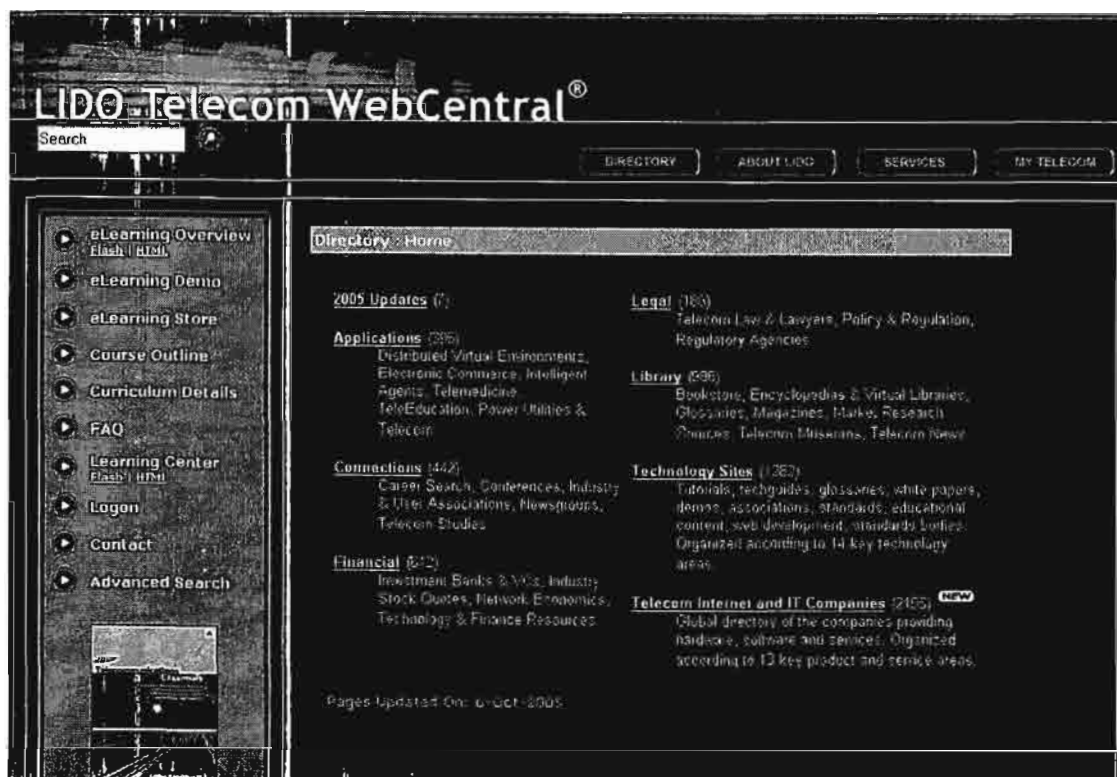 LIDO Telecom WebCentral®
Search
DIRECTORY
ABOUT LIDO
SERVICES
MY TELECOM
eLearning Overview
Flash | HTML
eLearning Demo
eLearning Store
Course Outline
Curriculum Details
FAQ
Learning Center
Flash | HTML
Logon
Contact
Advanced Search
Directory : Home
2005 Updates (7)
Applications
Distributed Virtual Environments,
Electronic Commerce, Intelligent
Agents, Telemedicine
TeleEducation, Power Utilities &
Telecom
Connections (442)
Career Search, Conferences, Industry
& User Associations, Newsgroups,
Telecom Studies
Financial
Investment Banks & VCs, Industry
Stock Quotes, Network Economics,
Technology & Finance Resources
Legal
Telecom Law & Lawyers, Policy & Regulation,
Regulatory Agencies
Library
Bookstore, Encyclopedias & Virtual Libraries,
Glossaries, Magazines, Market Research
Sources, Telecom Museums, Telecom News
Technology Sites
Tutorials, techguides, glossaries, white papers,
demos, associations, standards, educational
content, web development, standards bodies.
Organized according to 14 key technology
areas.
Telecom Internet and IT Companies NEW
Global directory of the companies providing
hardware, software and services. Organized
according to 13 key product and service areas.
Pages Updated On: 6-Oct-2005